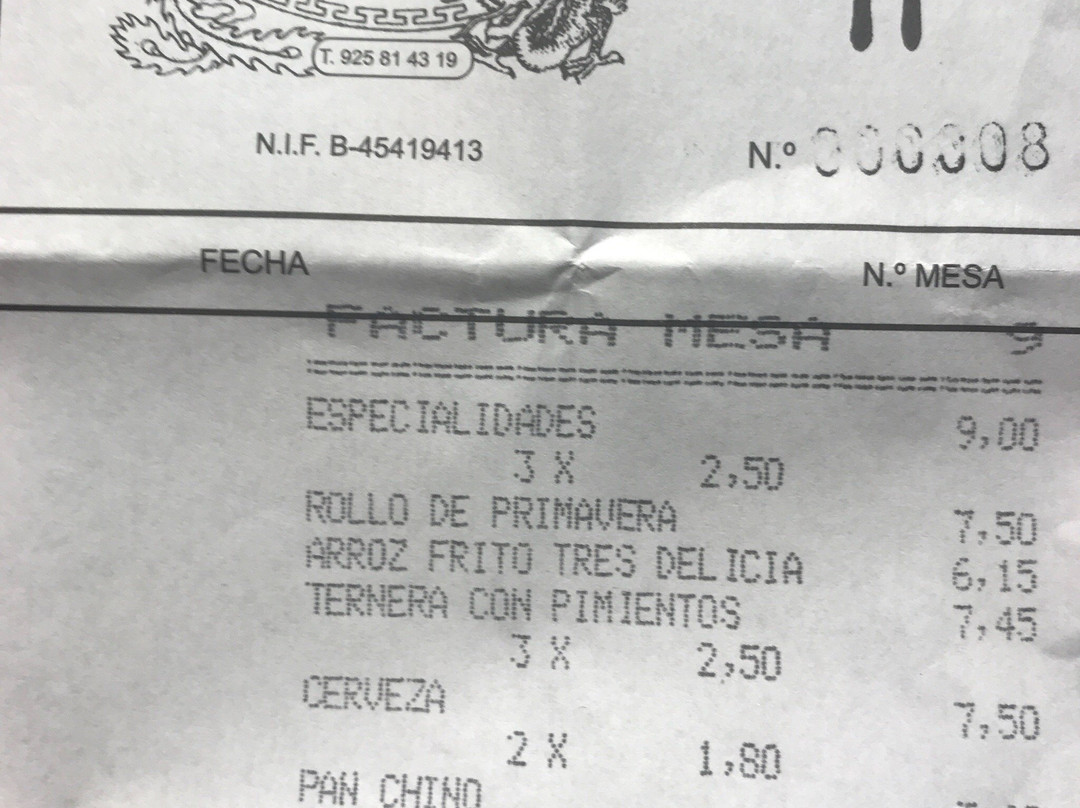 T. 925 81 43 19
N.I.F. B-45419413
N.º 000008
FECHA
N.º MESA
FACTURA MESA 9
ESPECIALIDADES 9,00
3 X 2,50
ROLLO DE PRIMAVERA 7,50
ARROZ FRITO TRES DELICIA 6,15
TERNERA CON PIMIENTOS 7,45
3 X 2,50
CERVEZA 7,50
2 X 1,80
PAN CHINO